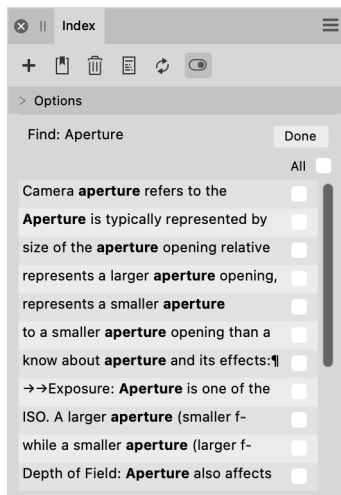 Index
Options
Find: Aperture
Done
All
Camera aperture refers to the
Aperture is typically represented by
size of the aperture opening relative
represents a larger aperture opening,
represents a smaller aperture
to a smaller aperture opening than a
know about aperture and its effects:¶
→→Exposure: Aperture is one of the
ISO. A larger aperture (smaller f-
while a smaller aperture (larger f-
Depth of Field: Aperture also affects